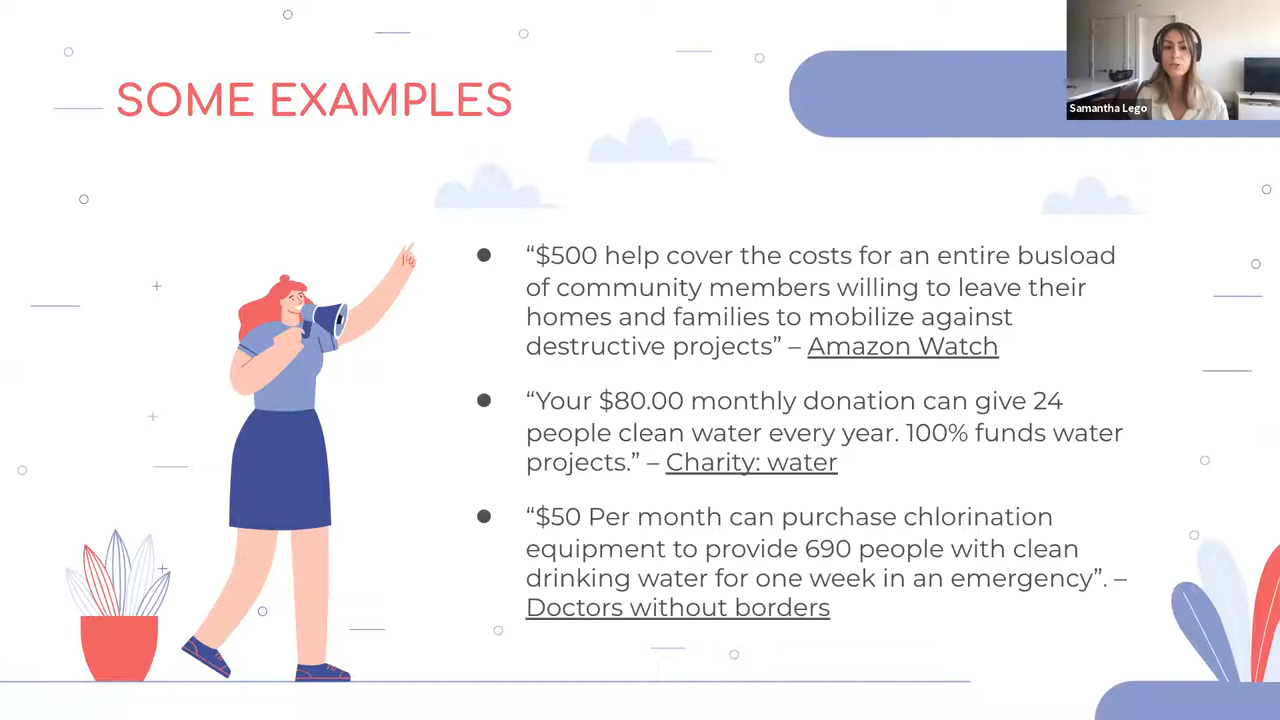 SOME EXAMPLES
Samantha Lego
“$500 help cover the costs for an entire busload
of community members willing to leave their
homes and families to mobilize against
destructive projects” – Amazon Watch
“Your $80.00 monthly donation can give 24
people clean water every year. 100% funds water
projects.” – Charity: water
“$50 Per month can purchase chlorination
equipment to provide 690 people with clean
drinking water for one week in an emergency”. –
Doctors without borders